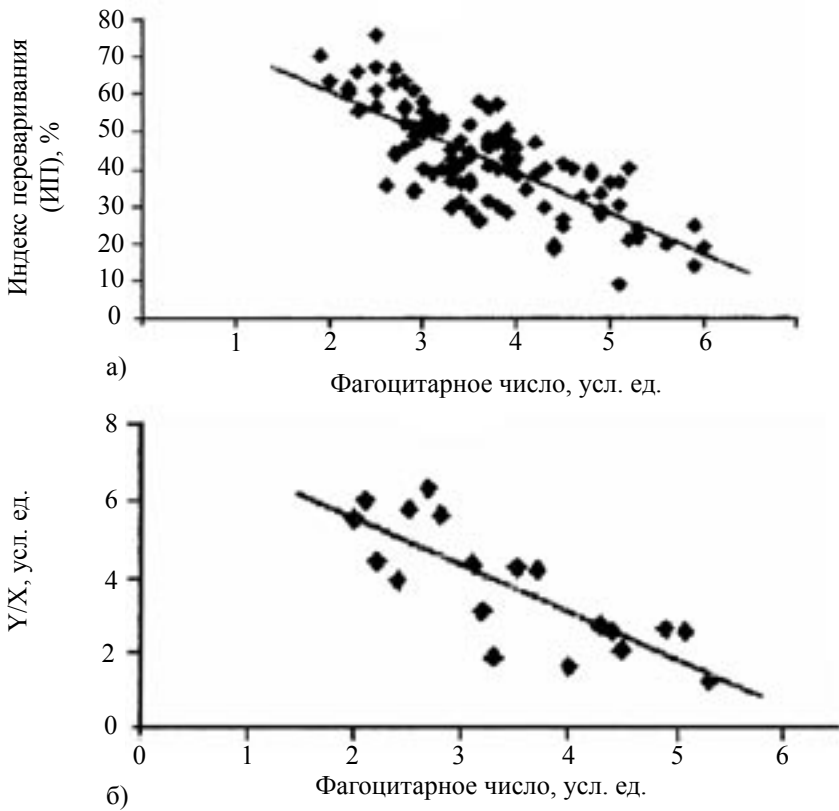 80
70
60
50
40
30
20
10
0
Индекс переваривания
(ИП), %
1 2 3 4 5 6
а)
Фагоцитарное число, усл. ед.
8
6
4
2
0
Y/X, усл. ед.
0 1 2 3 4 5 6
Фагоцитарное число, усл. ед.
б)